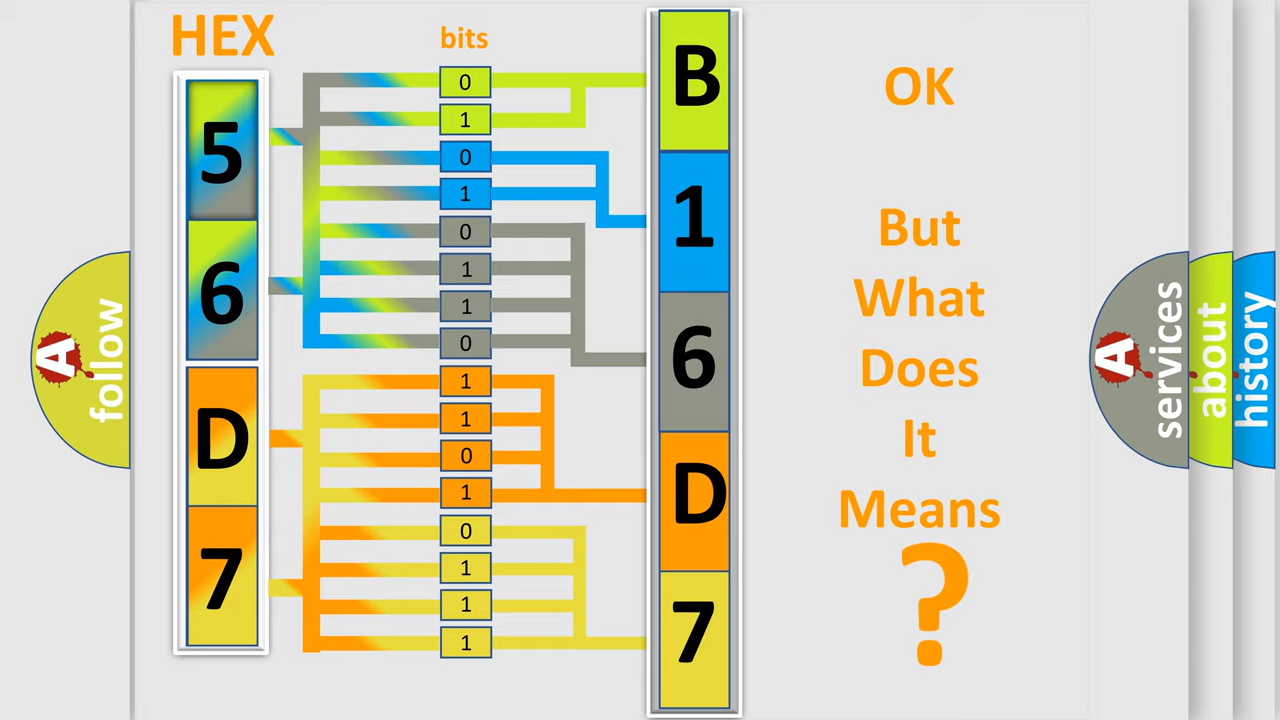 HEX
bits
5
6
D
7
0
1
0
1
0
1
1
0
1
1
0
1
0
1
1
1
B
1
6
D
7
OK
But
What
Does
It
Means
?
A
follow
A
services
about
history